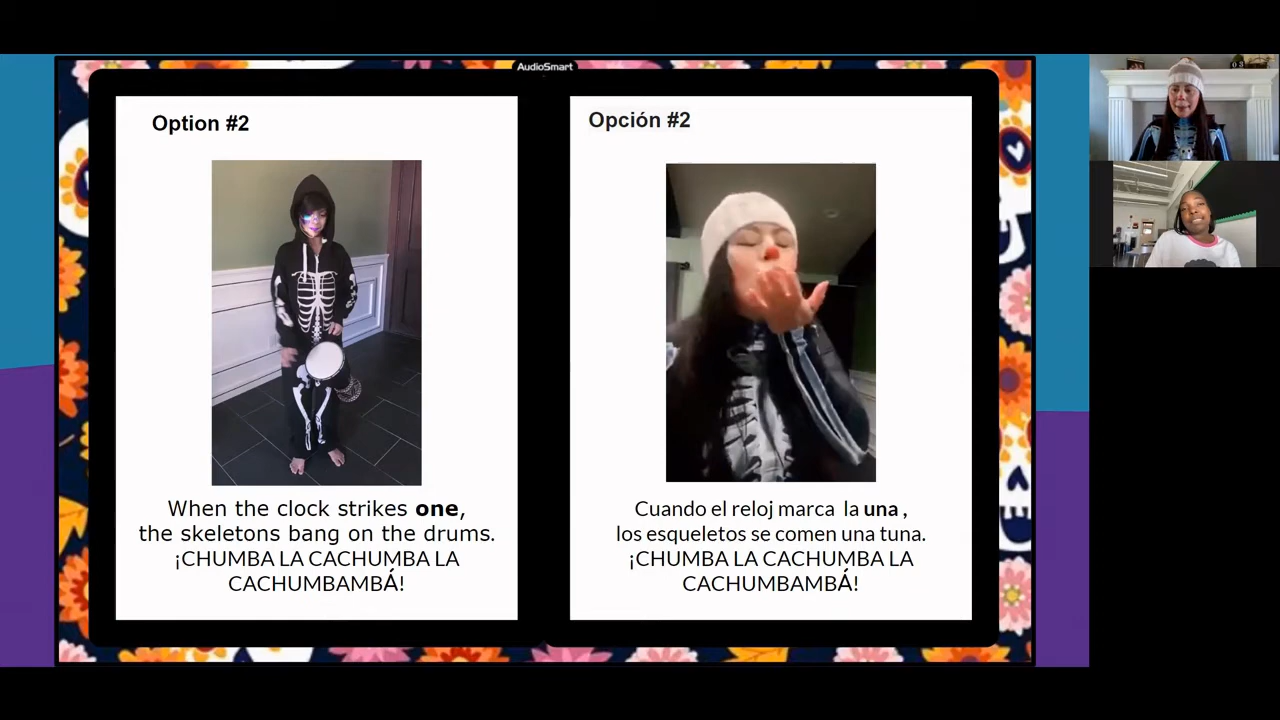 AudioSmart
Option #2
When the clock strikes one,
the skeletons bang on the drums.
¡CHUMBA LA CACHUMBA LA
CACHUMBAMBÁ!
Opción #2
Cuando el reloj marca la una ,
los esqueletos se comen una tuna.
¡CHUMBA LA CACHUMBA LA
CACHUMBAMBÁ!